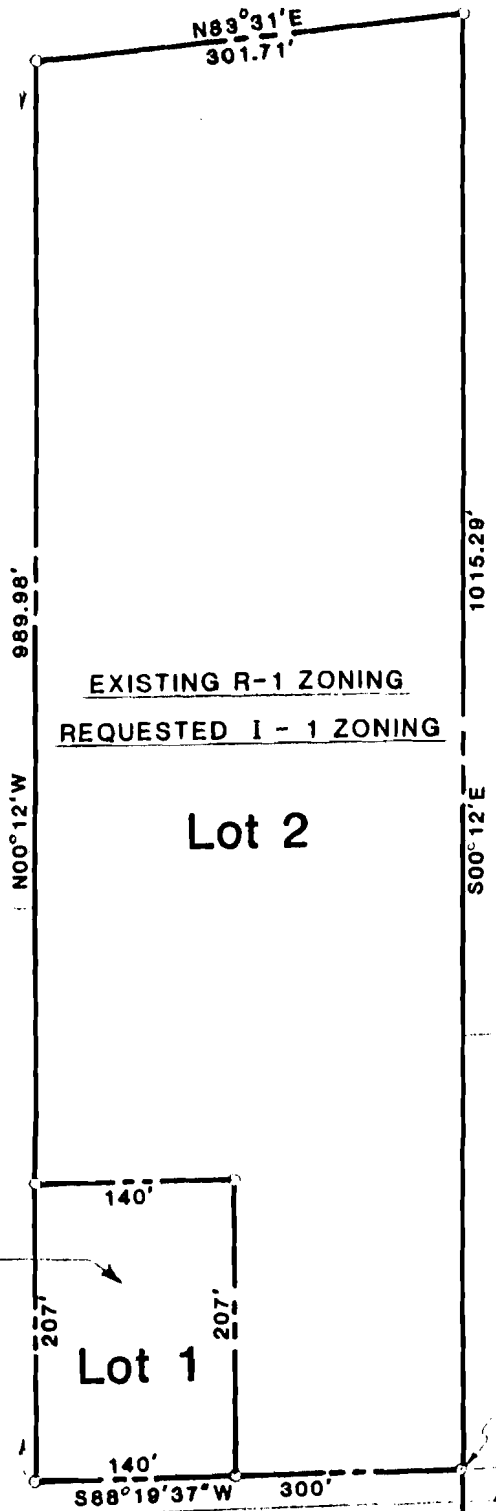 N83°31'E
301.71'
989.98'
N00°12'W
1015.29'
S00°12'E
EXISTING R-1 ZONING
REQUESTED I - 1 ZONING
Lot 2
140'
207'
207'
Lot 1
140'
S88°19'37"W
300'